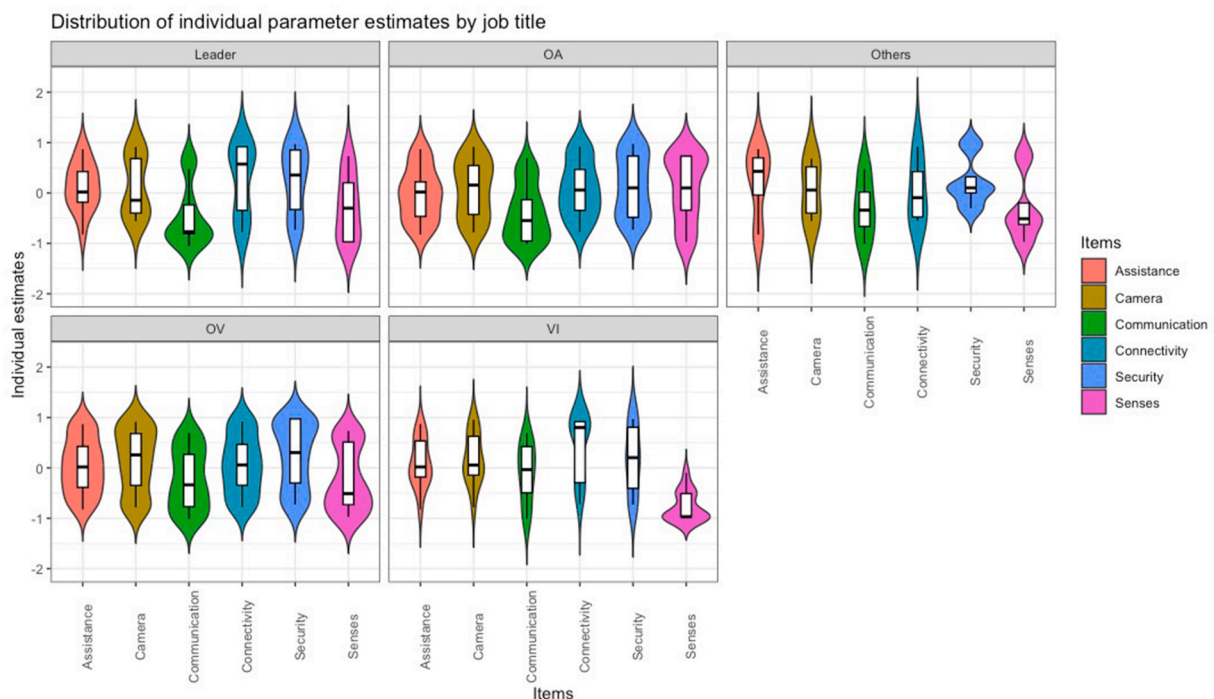 Distribution of individual parameter estimates by job title
Leader
OA
Others
2
1
0
-1
-2
Individual estimates
Assistance
Camera
Communication
Connectivity
Security
Senses
OV
VI
2
1
0
-1
-2
Assistance
Camera
Communication
Connectivity
Security
Senses
Assistance
Camera
Communication
Connectivity
Security
Senses
Items
Items
Assistance
Camera
Communication
Connectivity
Security
Senses